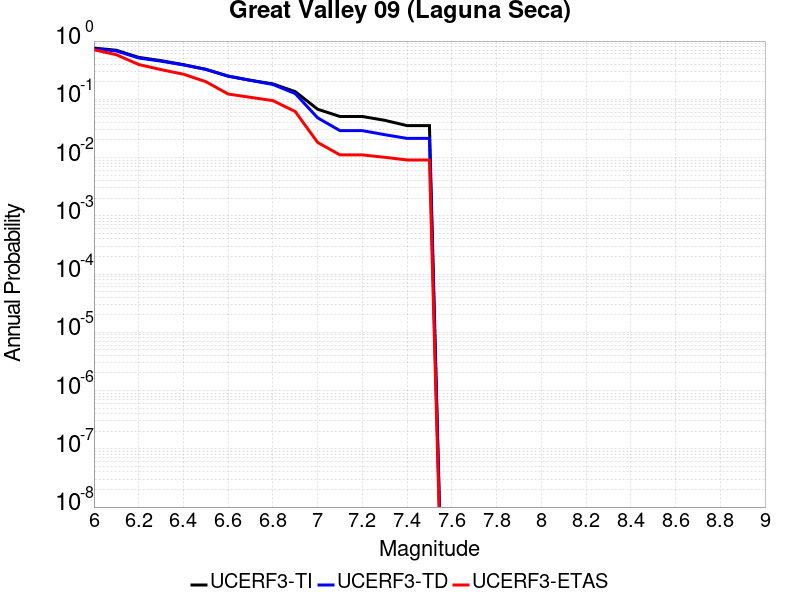 Great Valley 09 (Laguna Seca)
10^0
10^-1
10^-2
10^-3
10^-4
10^-5
10^-6
10^-7
10^-8
Annual Probability
6 6.2 6.4 6.6 6.8 7 7.2 7.4 7.6 7.8 8 8.2 8.4 8.6 8.8 9
Magnitude
UCERF3-TI UCERF3-TD UCERF3-ETAS